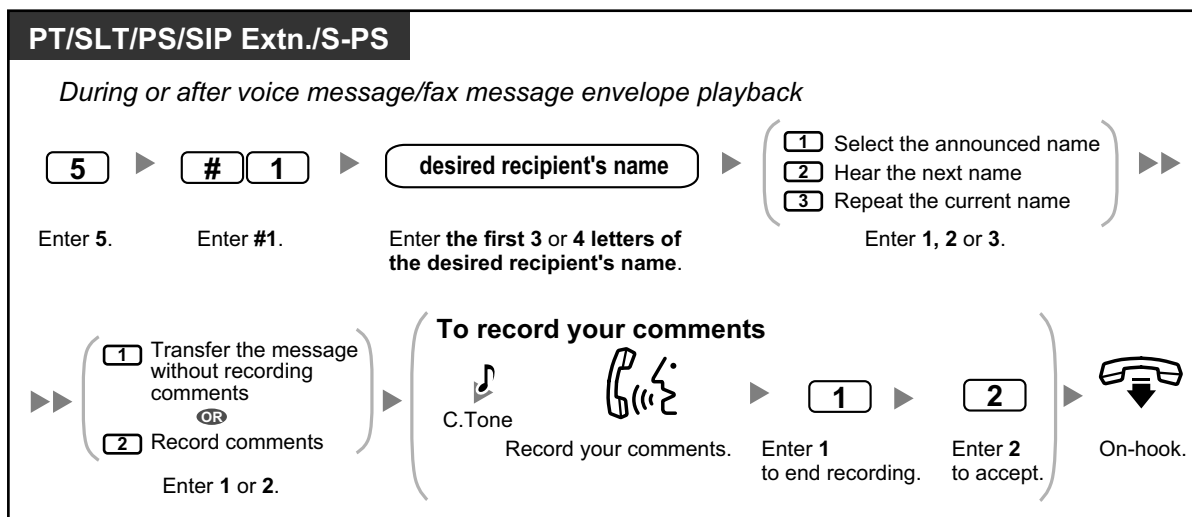 PT/SLT/PS/SIP Extn./S-PS
During or after voice message/fax message envelope playback
5
# 1
desired recipient's name
1 Select the announced name
2 Hear the next name
3 Repeat the current name
Enter 5.
Enter #1.
Enter the first 3 or 4 letters of
the desired recipient's name.
Enter 1, 2 or 3.
1 Transfer the message
without recording
comments
OR
2 Record comments
Enter 1 or 2.
To record your comments
C.Tone
Record your comments.
1
Enter 1
to end recording.
2
Enter 2
to accept.
On-hook.